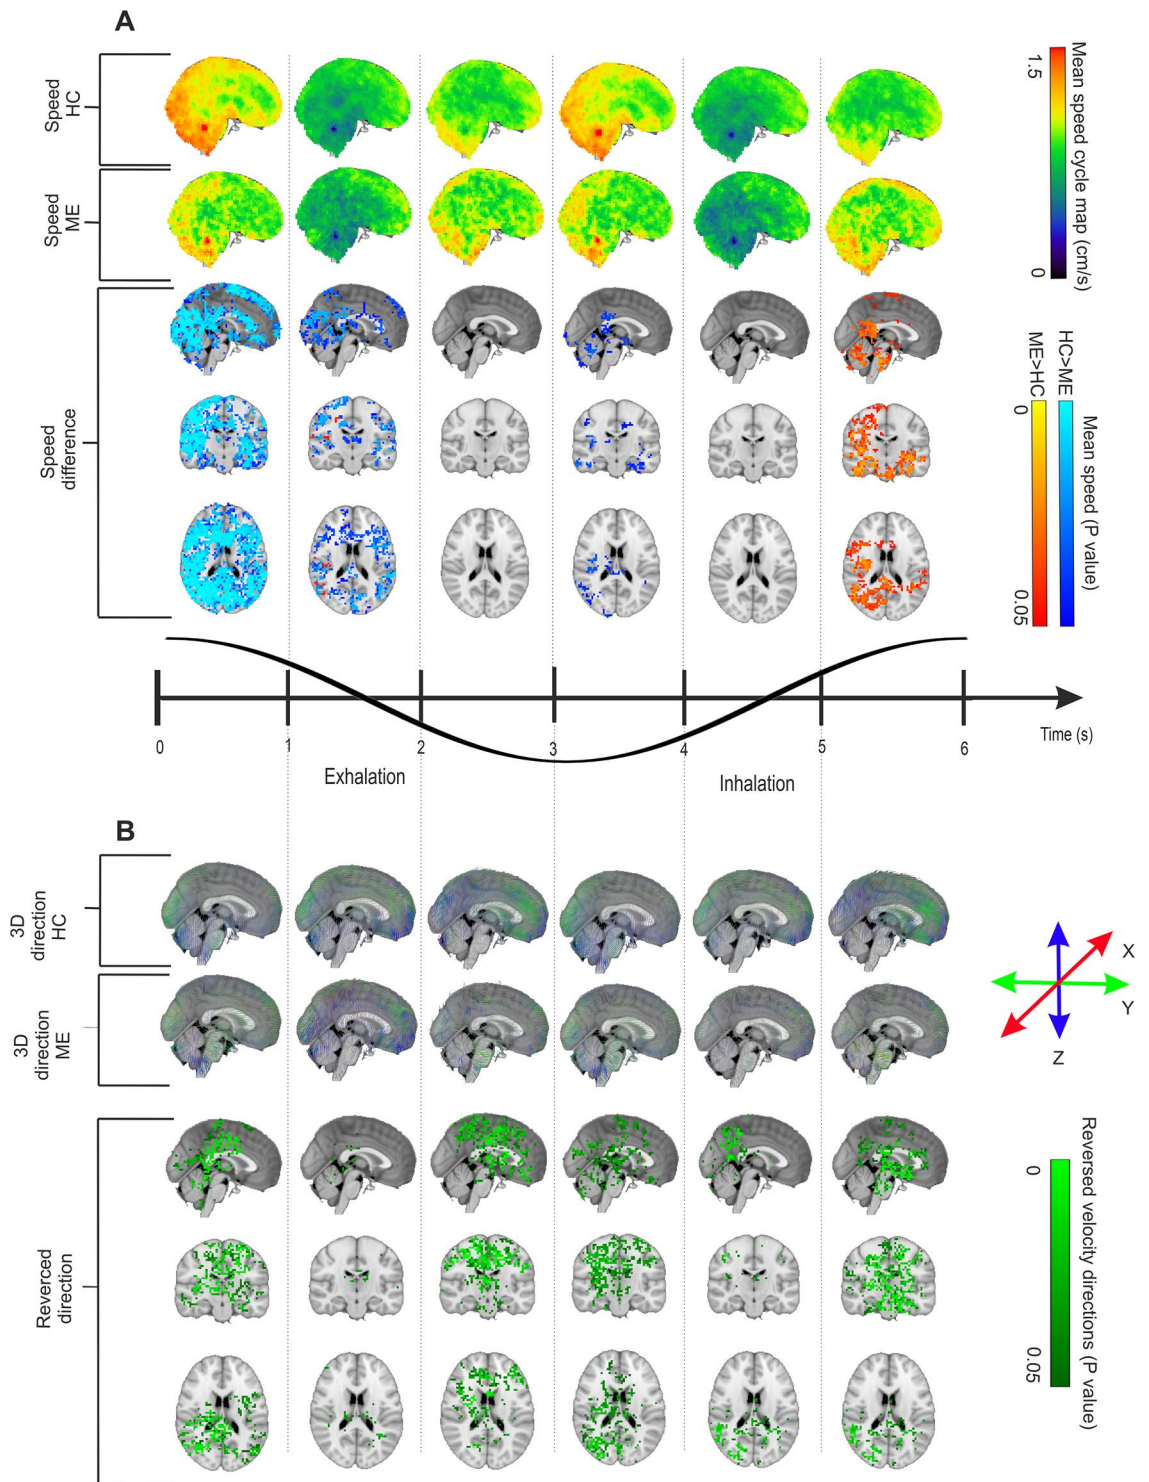 A
Speed
HC
Speed
ME
Speed
difference
1.5
0
Mean speed cycle map (cm/s)
ME>HC
HC>ME
0
0.05
Mean speed (P value)
0
1
2
3
4
5
6
Time (s)
Exhalation
Inhalation
B
3D
direction
HC
3D
direction
ME
Reverced
direction
X
Y
Z
0
0.05
Reversed velocity directions (P value)